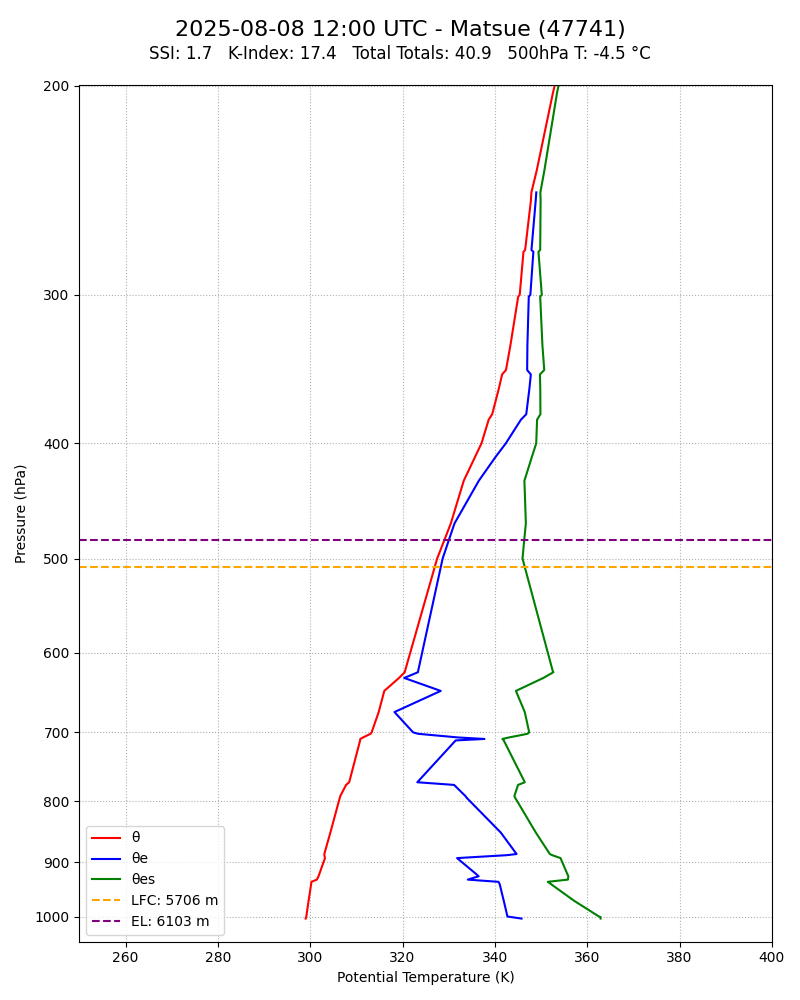 2025-08-08 12:00 UTC - Matsue (47741)
SSI: 1.7   K-Index: 17.4   Total Totals: 40.9   500hPa T: -4.5 °C
200
300
400
500
600
700
800
900
1000
Pressure (hPa)
θ
θe
θes
LFC: 5706 m
EL: 6103 m
260 280 300 320 340 360 380 400
Potential Temperature (K)